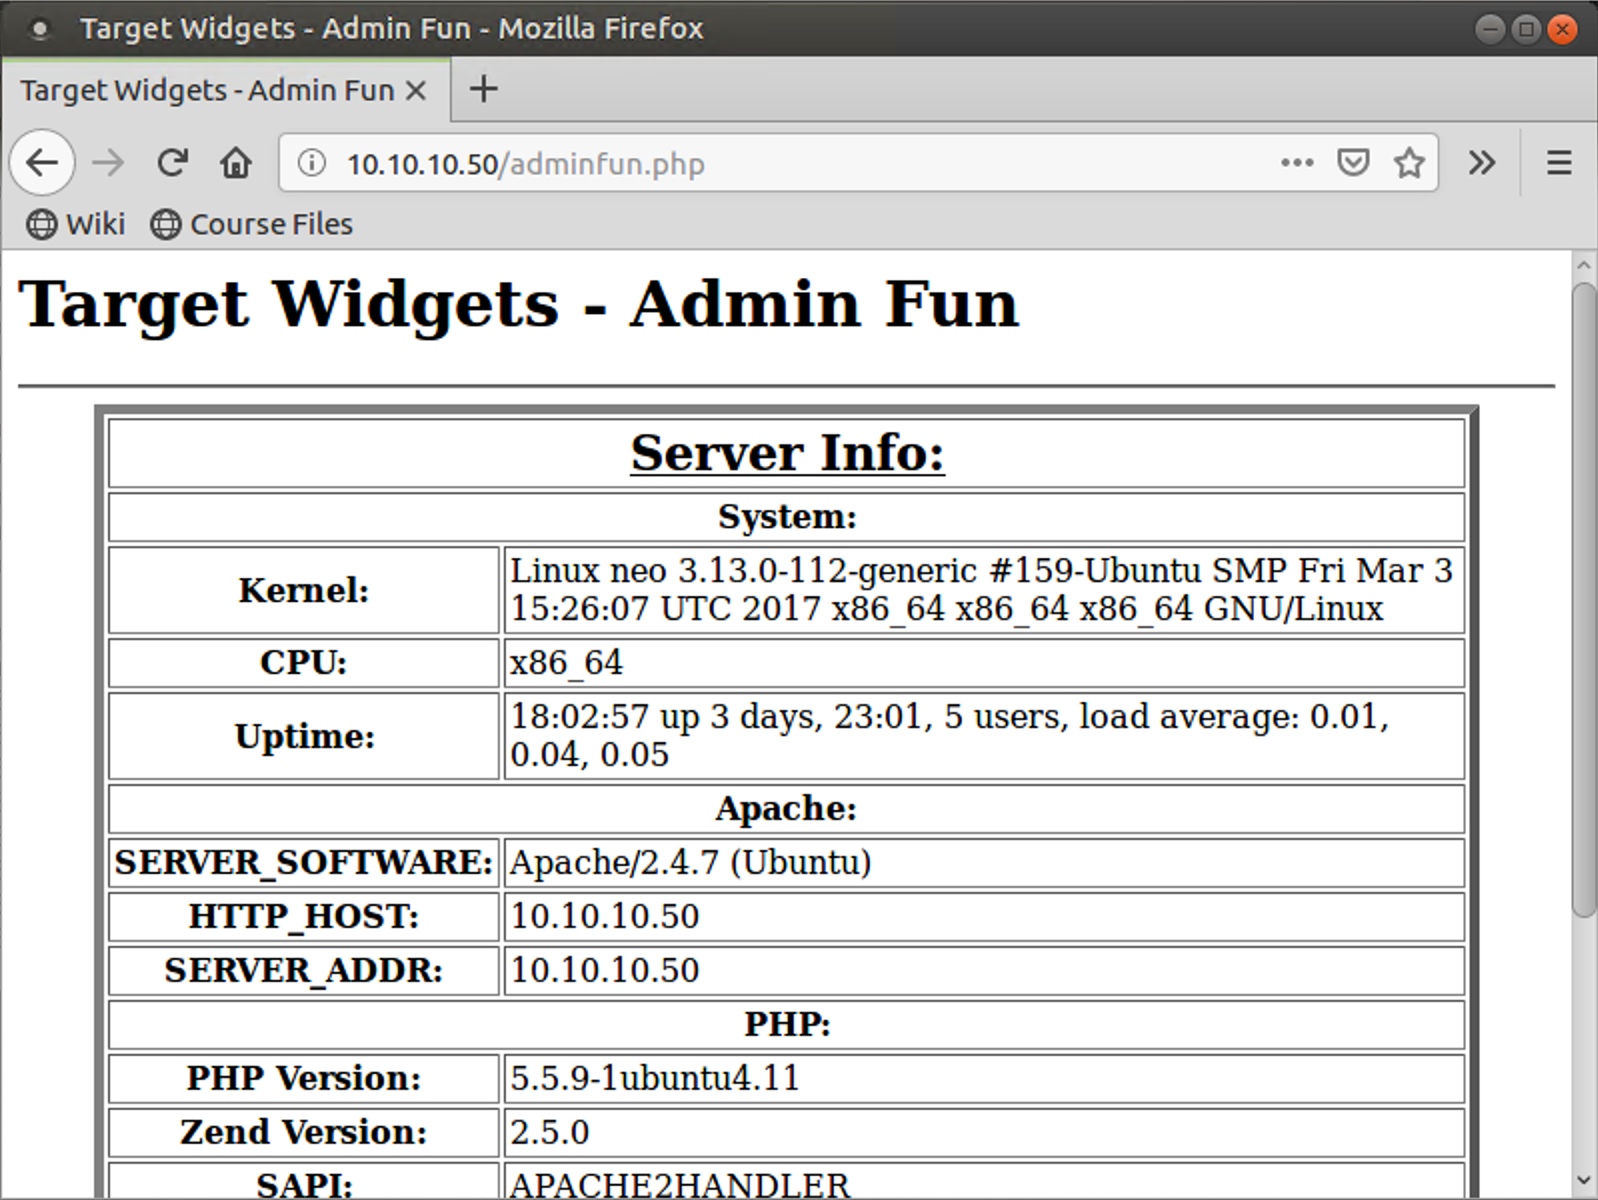 Target Widgets - Admin Fun - Mozilla Firefox
Target Widgets - Admin Fun
10.10.10.50/adminfun.php
Wiki Course Files
Target Widgets - Admin Fun
Server Info:
System:
Kernel: Linux neo 3.13.0-112-generic #159-Ubuntu SMP Fri Mar 3
15:26:07 UTC 2017 x86_64 x86_64 x86_64 GNU/Linux
CPU: x86_64
Uptime: 18:02:57 up 3 days, 23:01, 5 users, load average: 0.01,
0.04, 0.05
Apache:
SERVER_SOFTWARE: Apache/2.4.7 (Ubuntu)
HTTP_HOST: 10.10.10.50
SERVER_ADDR: 10.10.10.50
PHP:
PHP Version: 5.5.9-1ubuntu4.11
Zend Version: 2.5.0
SAPI: APACHE2HANDLER